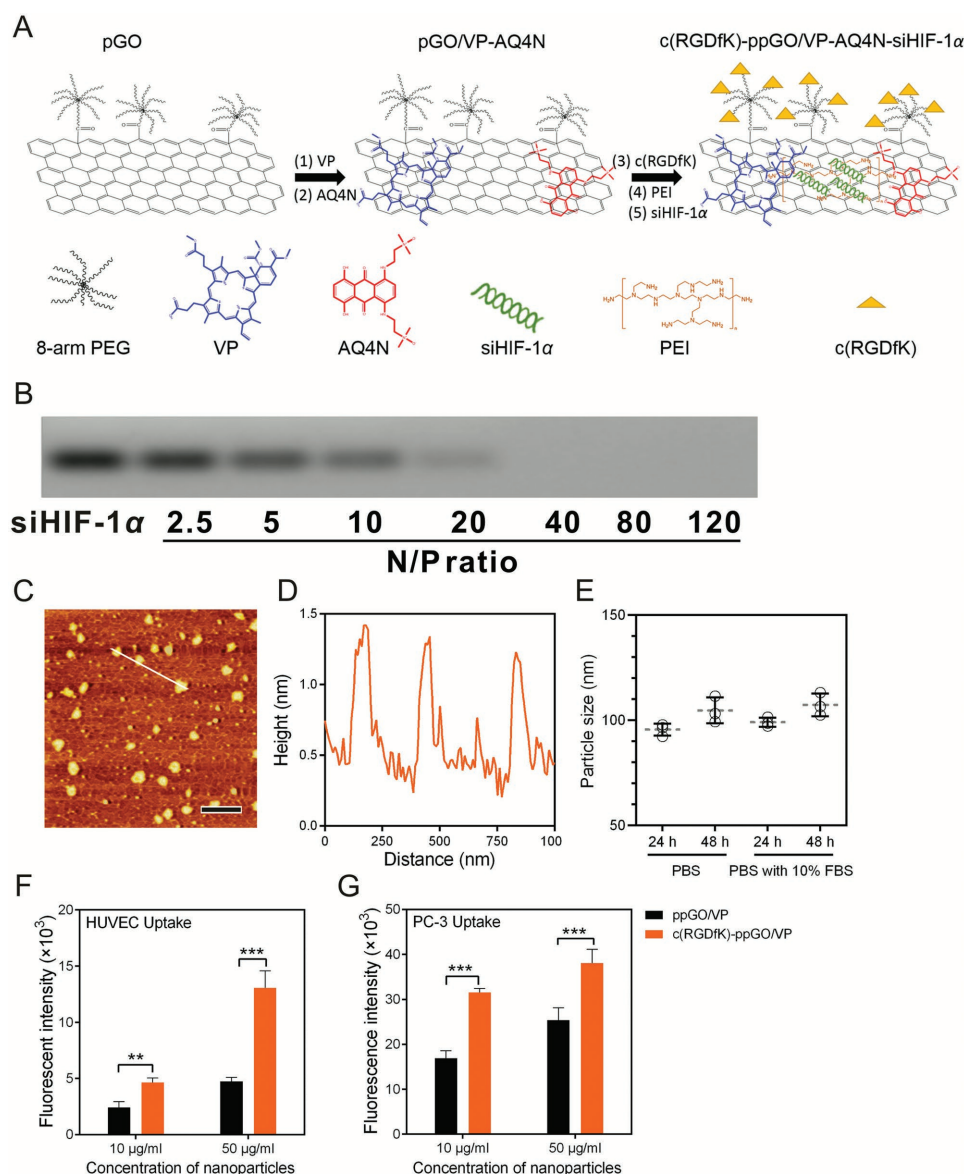 A
pGO
pGO/VP-AQ4N
c(RGDfK)-ppGO/VP-AQ4N-siHIF-1α
(1) VP
(2) AQ4N
(3) c(RGDfK)
(4) PEI
(5) siHIF-1α
8-arm PEG
VP
AQ4N
siHIF-1α
PEI
c(RGDfK)
B
siHIF-1α 2.5 5 10 20 40 80 120
N/P ratio
C
D
Height (nm)
1.5
1.0
0.5
0.0
0 250 500 750 100
Distance (nm)
E
Particle size (nm)
150
100
50
24 h 48 h 24 h 48 h
PBS PBS with 10% FBS
F
HUVEC Uptake
Fluorescent intensity (×10³)
20
15
10
5
0
**
***
10 µg/ml 50 µg/ml
Concentration of nanoparticles
G
PC-3 Uptake
Fluorescence intensity (×10³)
50
40
30
20
10
0
***
***
10 µg/ml 50 µg/ml
Concentration of nanoparticles
ppGO/VP
c(RGDfK)-ppGO/VP